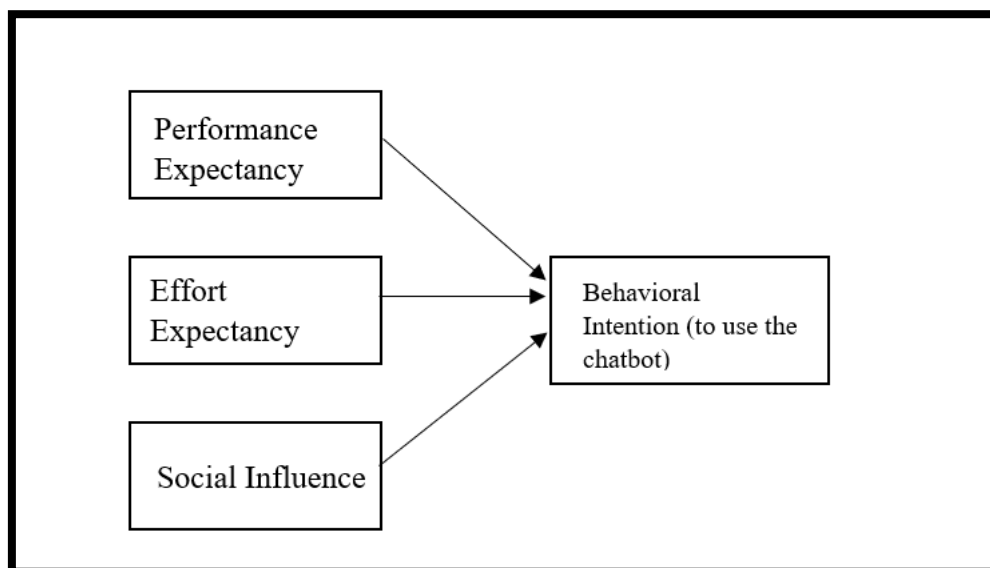 Performance
Expectancy
Effort
Expectancy
Social Influence
Behavioral
Intention (to use the
chatbot)